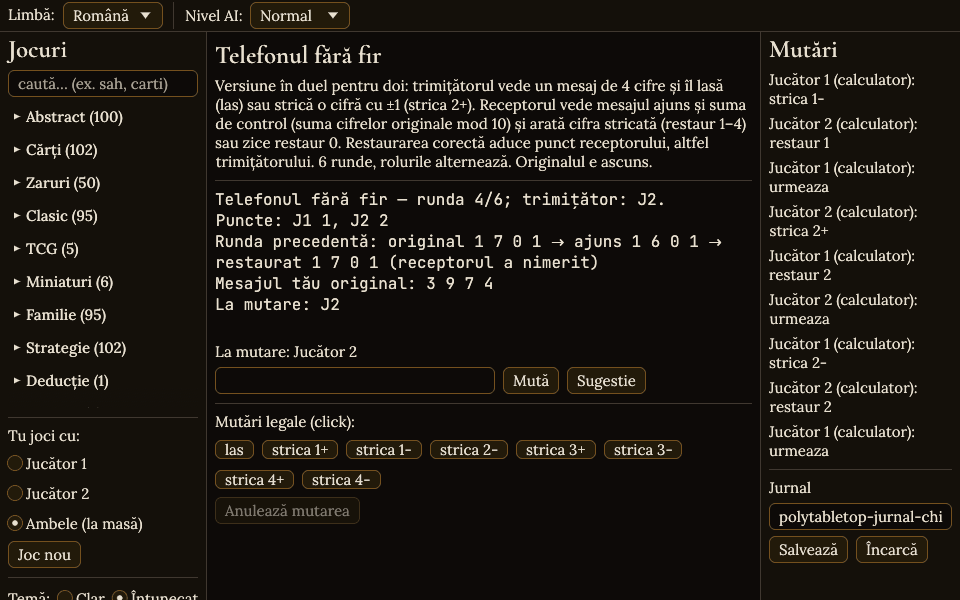 Limbă: Română ▼ Nivel AI: Normal ▼
Jocuri
caută... (ex. sah, carti)
▸ Abstract (100)
▸ Cărți (102)
▸ Zaruri (50)
▸ Clasic (95)
▸ TCG (5)
▸ Miniaturi (6)
▸ Familie (95)
▸ Strategie (102)
▸ Deducție (1)
Tu joci cu:
Jucător 1
Jucător 2
Ambele (la masă)
Joc nou
Temă: Clar Întunecat
Telefonul fără fir
Versiune în duel pentru doi: trimițătorul vede un mesaj de 4 cifre și îl lasă
(las) sau strică o cifră cu ±1 (strica 2+). Receptorul vede mesajul ajuns și suma
de control (suma cifrelor originale mod 10) și arată cifra stricată (restaur 1–4)
sau zice restaur 0. Restaurarea corectă aduce punct receptorului, altfel
trimițătorului. 6 runde, rolurile alternează. Originalul e ascuns.
Telefonul fără fir — runda 4/6; trimițător: J2.
Puncte: J1 1, J2 2
Runda precedentă: original 1 7 0 1 → ajuns 1 6 0 1 →
restaurat 1 7 0 1 (receptorul a nimerit)
Mesajul tău original: 3 9 7 4
La mutare: J2
La mutare: Jucător 2
Mută Sugestie
Mutări legale (click):
las strica 1+ strica 1- strica 2- strica 3+ strica 3-
strica 4+ strica 4-
Anulează mutarea
Mutări
Jucător 1 (calculator):
strica 1-
Jucător 2 (calculator):
restaur 1
Jucător 1 (calculator):
urmeaza
Jucător 2 (calculator):
strica 2+
Jucător 1 (calculator):
restaur 2
Jucător 2 (calculator):
urmeaza
Jucător 1 (calculator):
strica 2-
Jucător 2 (calculator):
restaur 2
Jucător 1 (calculator):
urmeaza
Jurnal
polytabletop-jurnal-chi
Salvează Încarcă